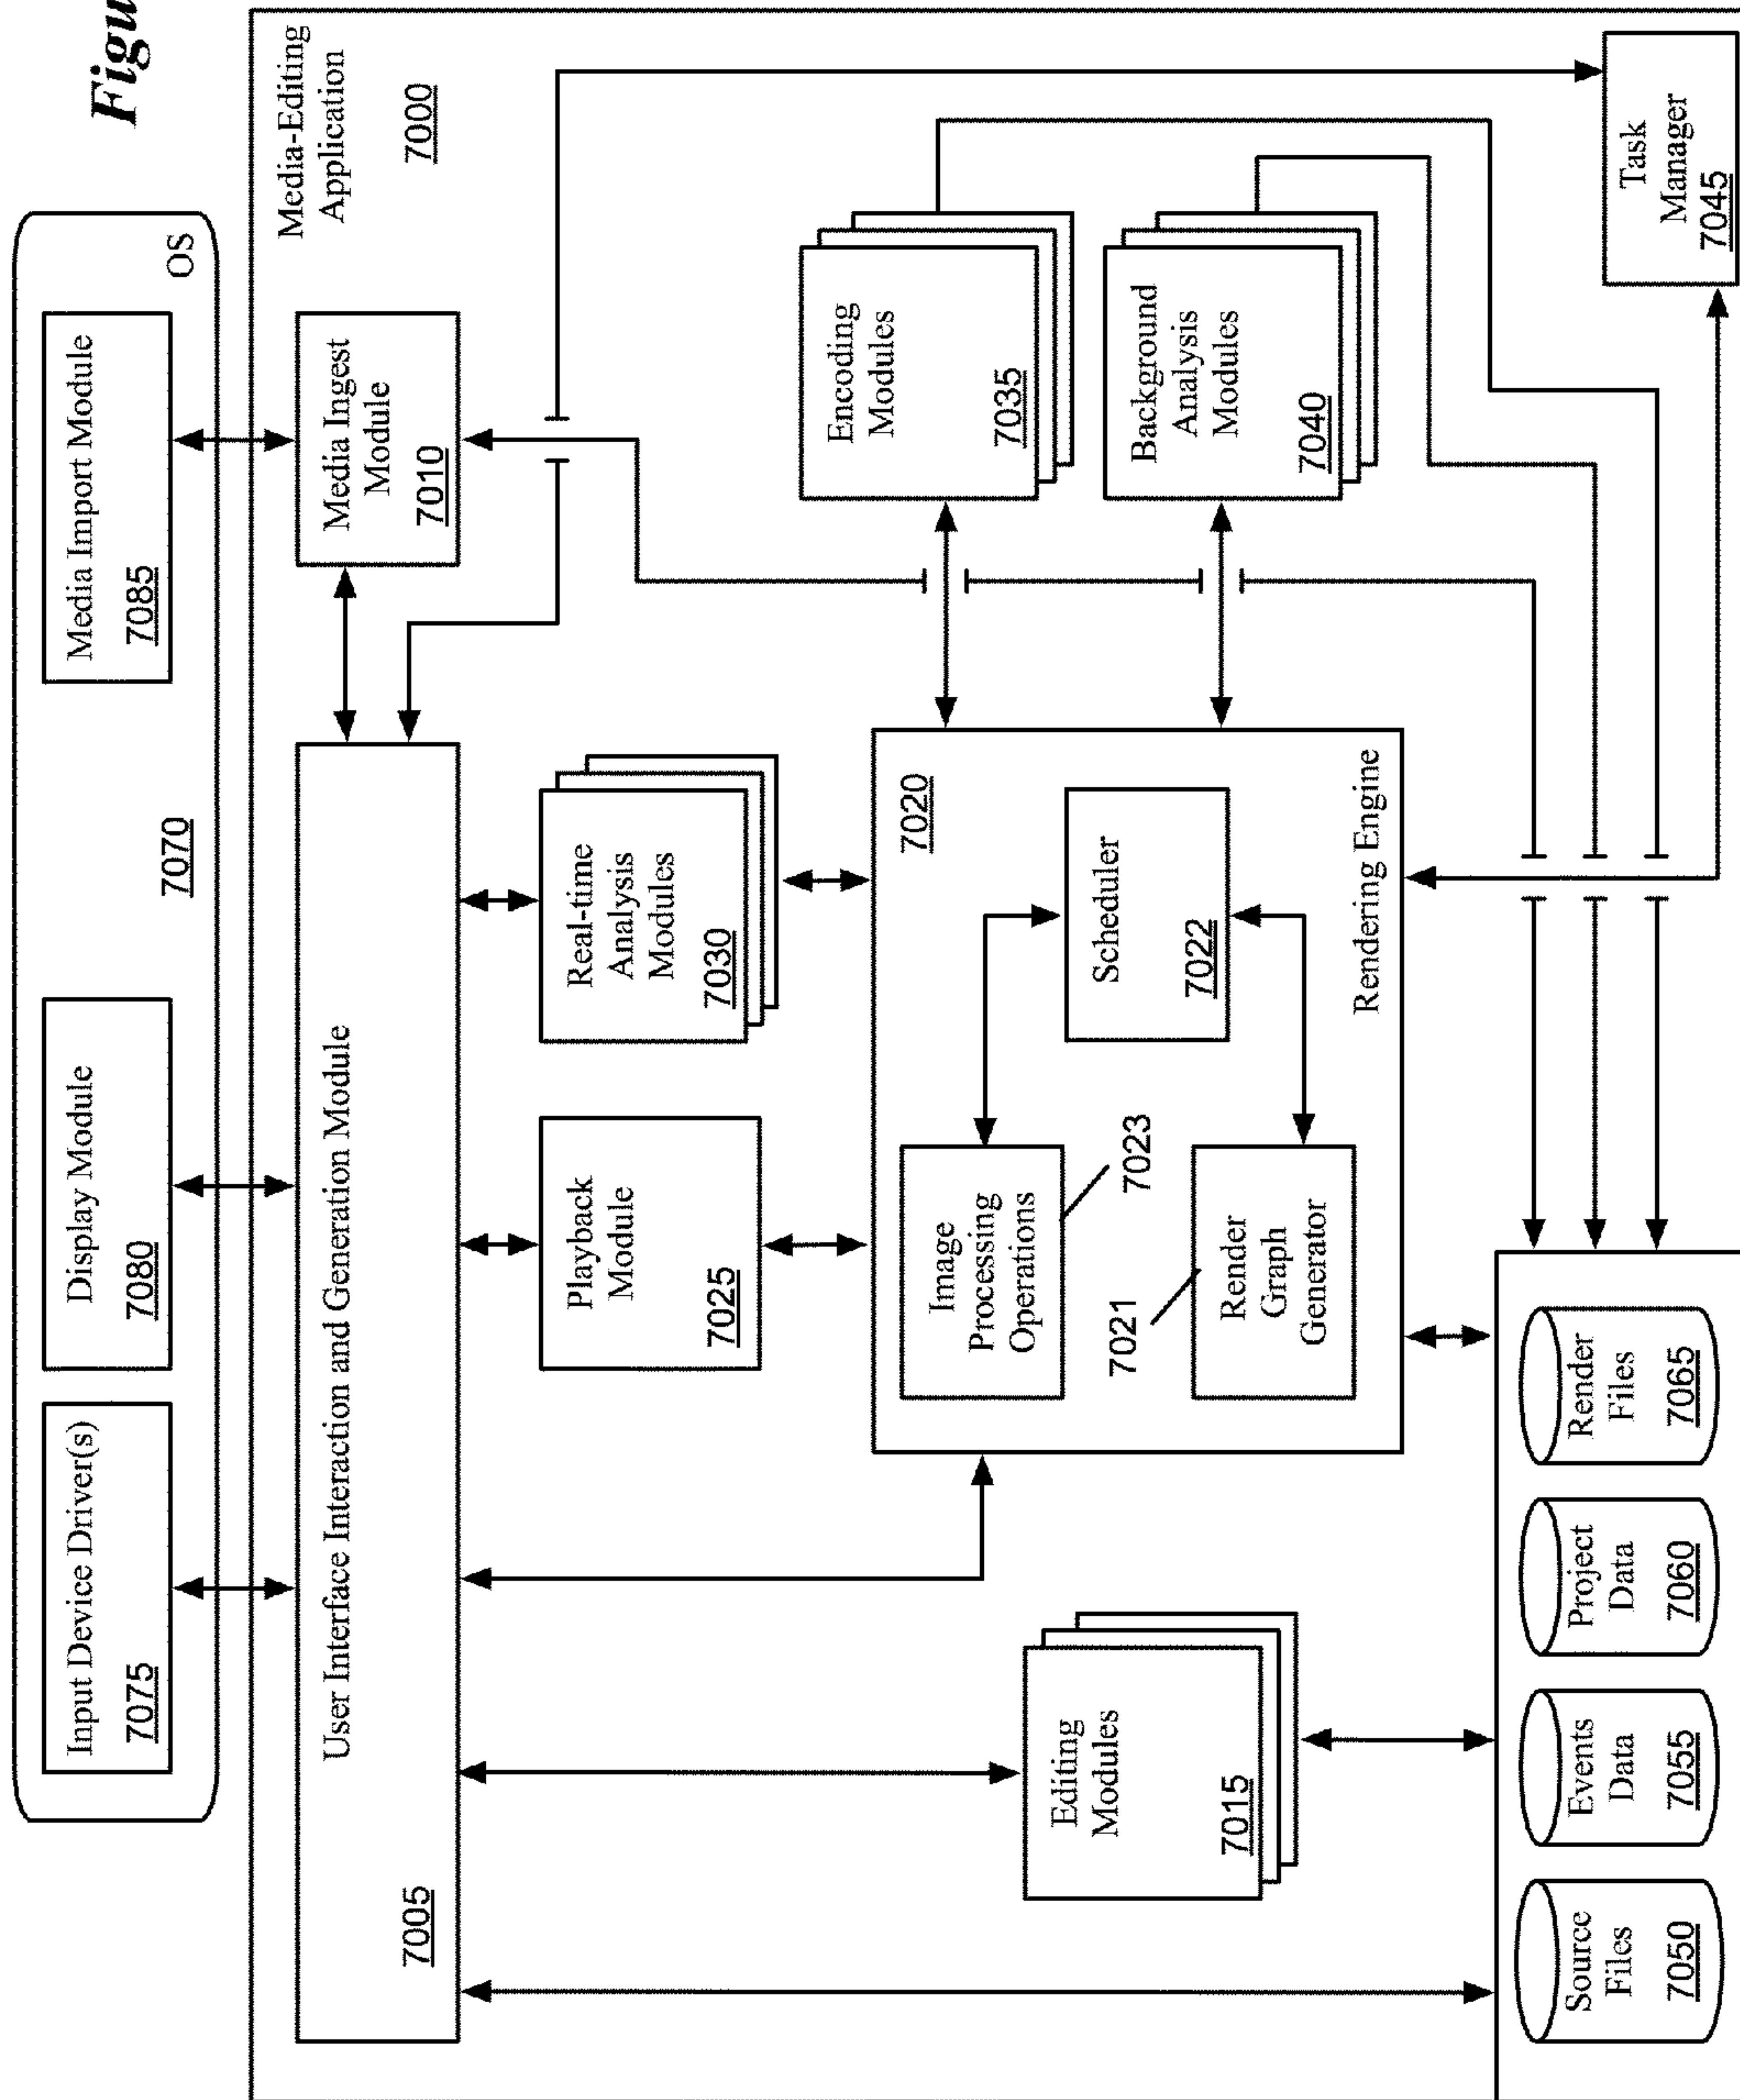 Figu
OS
Input Device Driver(s)
7075
Display Module
7080
Media Import Module
7085
7070
Media-Editing
Application
7000
User Interface Interaction and Generation Module
7005
Media Ingest
Module
7010
Playback
Module
7025
Real-time
Analysis
Modules
7030
Encoding
Modules
7035
Background
Analysis
Modules
7040
Editing
Modules
7015
7020
Image
Processing
Operations
7023
Scheduler
7022
7021
Render
Graph
Generator
Rendering Engine
Task
Manager
7045
Source
Files
7050
Events
Data
7055
Project
Data
7060
Render
Files
7065